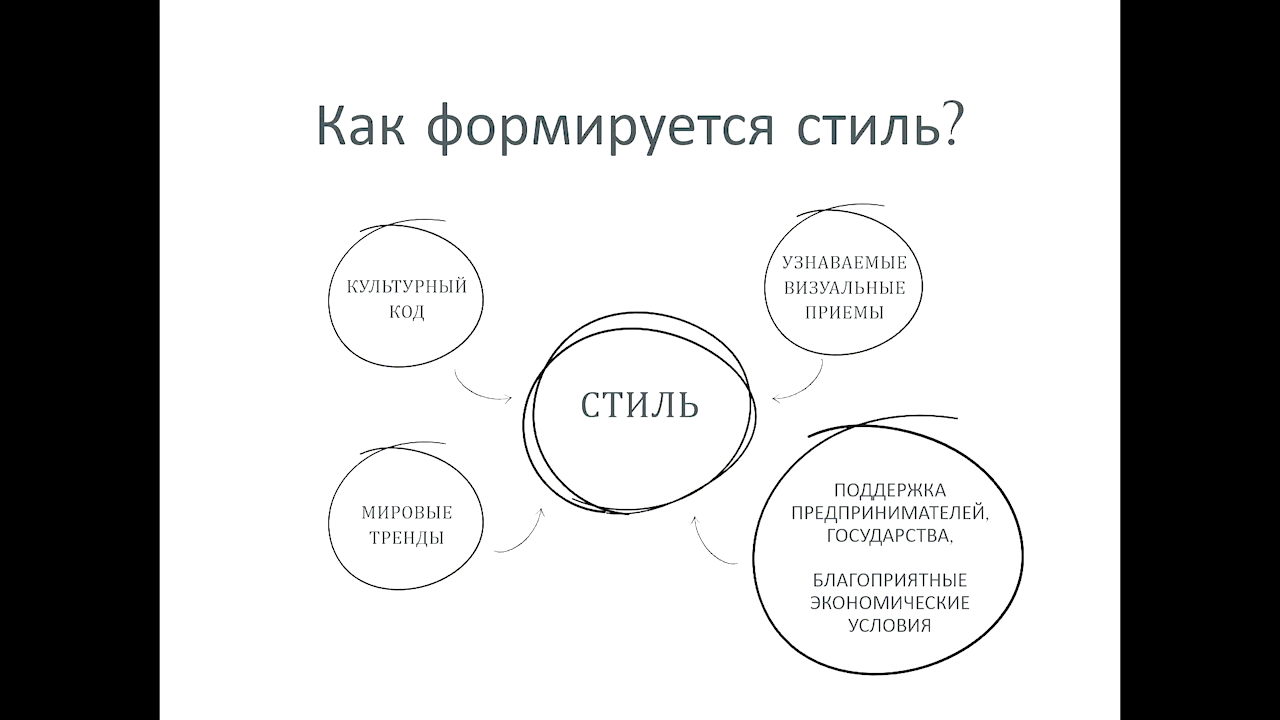 Как формируется стиль?
КУЛЬТУРНЫЙ
КОД
УЗНАВАЕМЫЕ
ВИЗУАЛЬНЫЕ
ПРИЕМЫ
СТИЛЬ
МИРОВЫЕ
ТРЕНДЫ
ПОДДЕРЖКА
ПРЕДПРИНИМАТЕЛЕЙ,
ГОСУДАРСТВА,
БЛАГОПРИЯТНЫЕ
ЭКОНОМИЧЕСКИЕ
УСЛОВИЯ